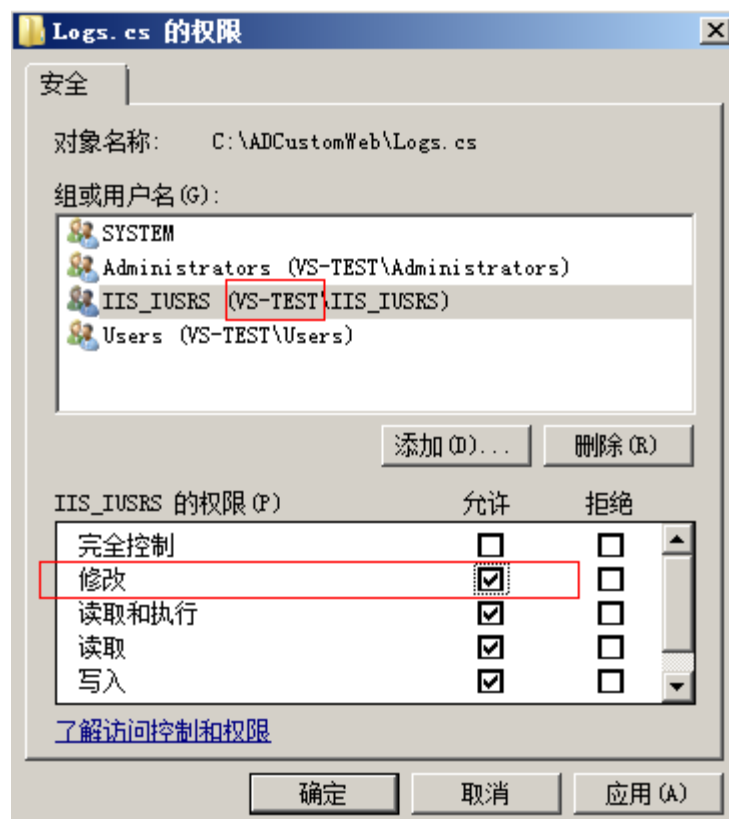 Logs.cs 的权限
安全
对象名称: C:\ADCustomWeb\Logs.cs
组或用户名(G):
SYSTEM
Administrators (VS-TEST\Administrators)
IIS_IUSRS (VS-TEST\IIS_IUSRS)
Users (VS-TEST\Users)
添加(D)... 删除(R)
IIS_IUSRS 的权限(P) 允许 拒绝
完全控制
修改
读取和执行
读取
写入
了解访问控制和权限
确定 取消 应用(A)